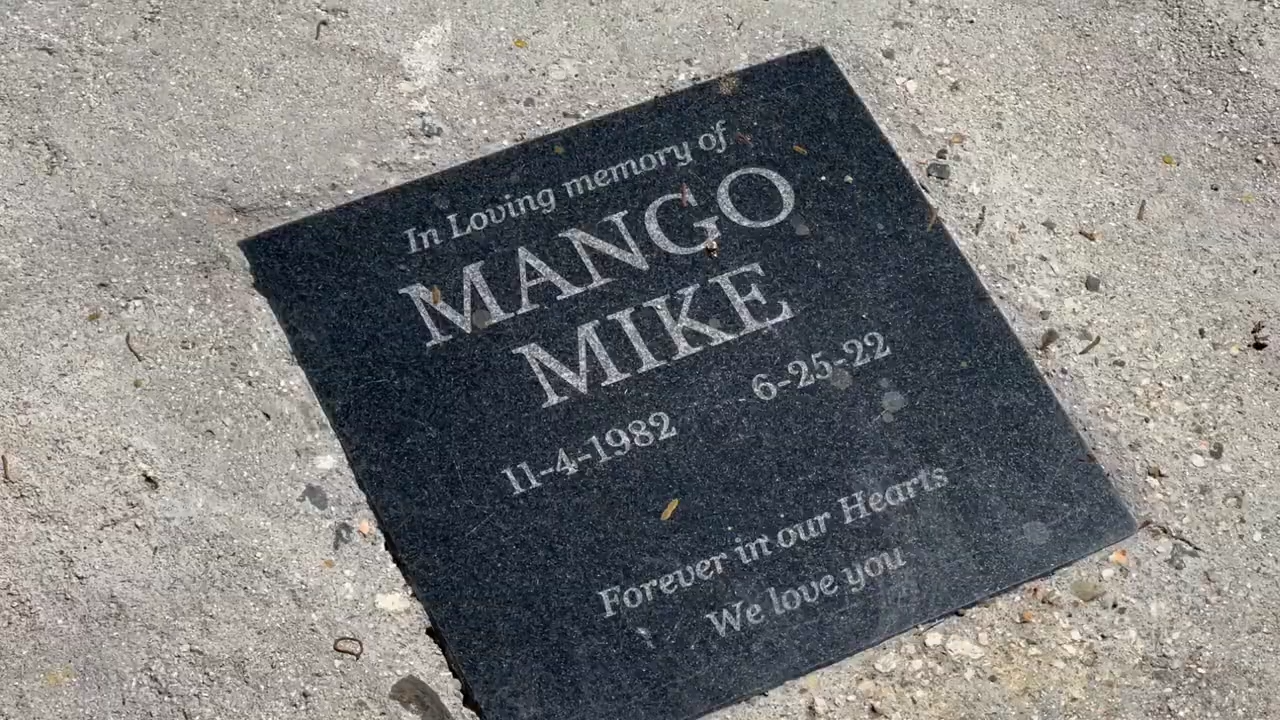 In Loving memory of
MANGO
MIKE
11-4-1982 6-25-22
Forever in our Hearts
We love you